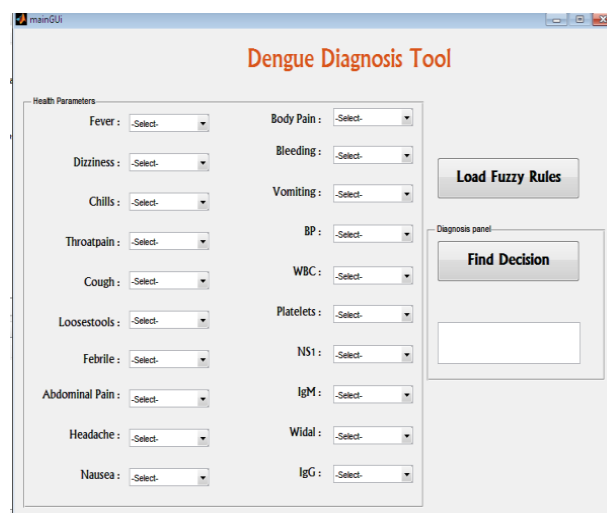 mainGUi
Dengue Diagnosis Tool
Health Parameters
Fever : -Select-
Dizziness : -Select-
Chills : -Select-
Throatpain : -Select-
Cough : -Select-
Loosestools : -Select-
Febrile : -Select-
Abdominal Pain : -Select-
Headache : -Select-
Nausea : -Select-
Body Pain : -Select-
Bleeding : -Select-
Vomiting : -Select-
BP : -Select-
WBC : -Select-
Platelets : -Select-
NS1 : -Select-
IgM : -Select-
Widal : -Select-
IgG : -Select-
Load Fuzzy Rules
Diagnosis panel
Find Decision